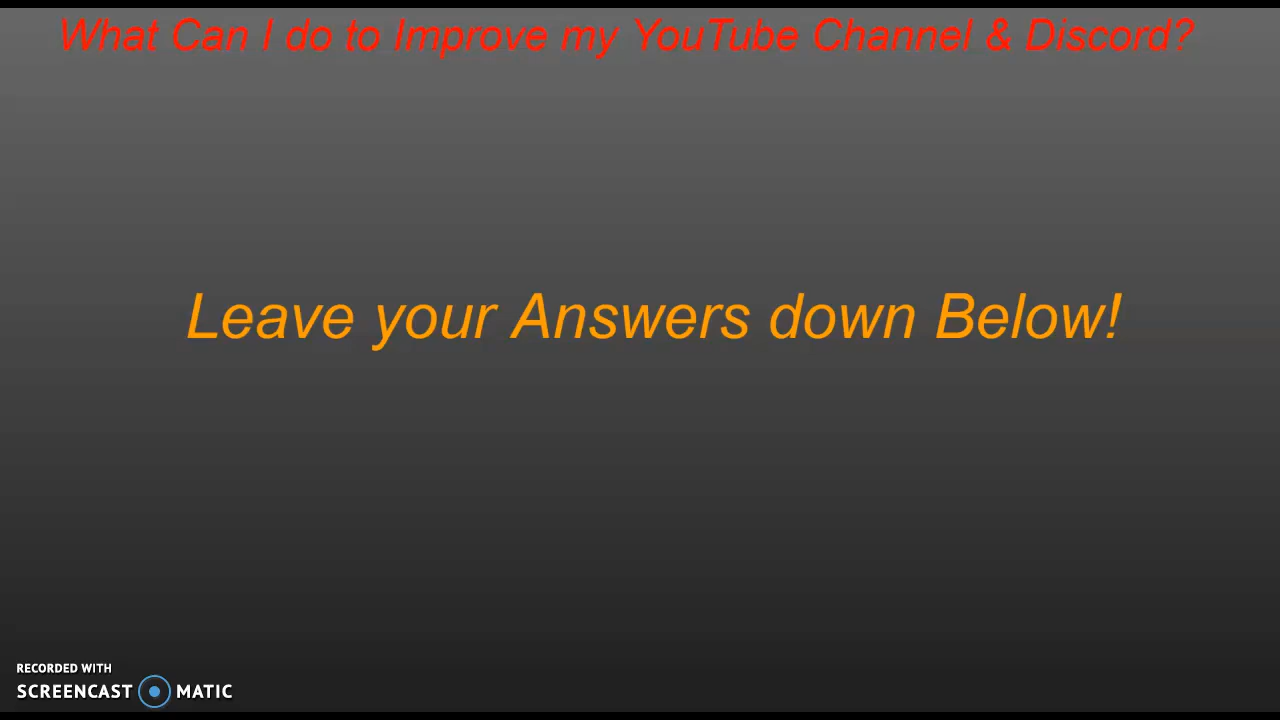 What Can I do to Improve my YouTube Channel & Discord?
Leave your Answers down Below!
RECORDED WITH
SCREENCAST MATIC